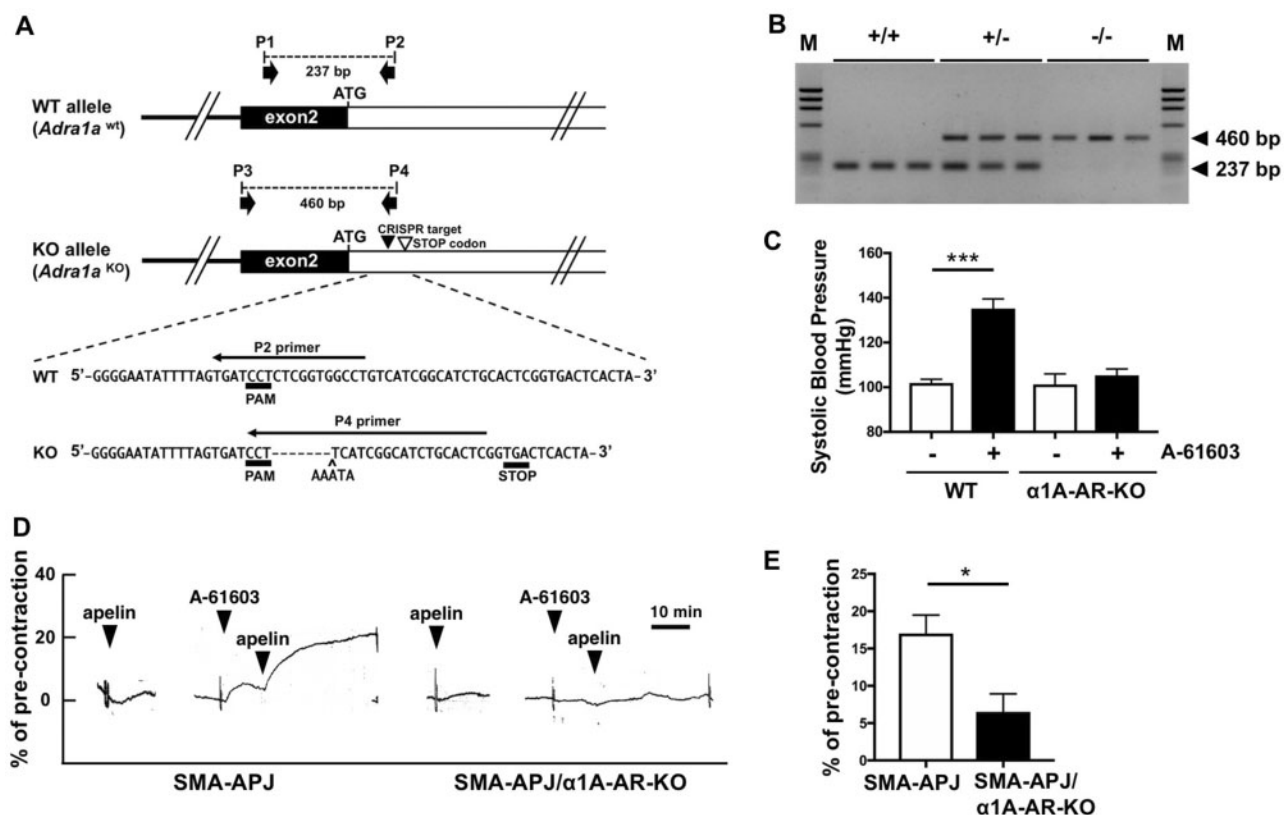 A
P1 P2
237 bp
ATG
WT allele
(Adra1a wt)
exon2
P3 P4
460 bp
CRISPR target
ATG
STOP codon
KO allele
(Adra1a KO)
exon2
P2 primer
WT 5'-GGGGAATATTTTAGTGATCCTCTCGGTGGCCTGTCATCGGCATCTGCACTCGGTGACTCACTA-3'
PAM
P4 primer
KO 5'-GGGGAATATTTTAGTGATCCT--------TCATCGGCATCTGCACTCGGTGACTCACTA-3'
PAM
AAATA
STOP
B
M +/+ +/- -/- M
460 bp
237 bp
C
Systolic Blood Pressure
(mmHg)
160
140
120
100
80
***
- + - + A-61603
WT α1A-AR-KO
D
% of pre-contraction
40
20
0
apelin
A-61603
apelin
apelin
A-61603
apelin
10 min
SMA-APJ SMA-APJ/α1A-AR-KO
E
% of pre-contraction
25
20
15
10
5
0
*
SMA-APJ SMA-APJ/
α1A-AR-KO